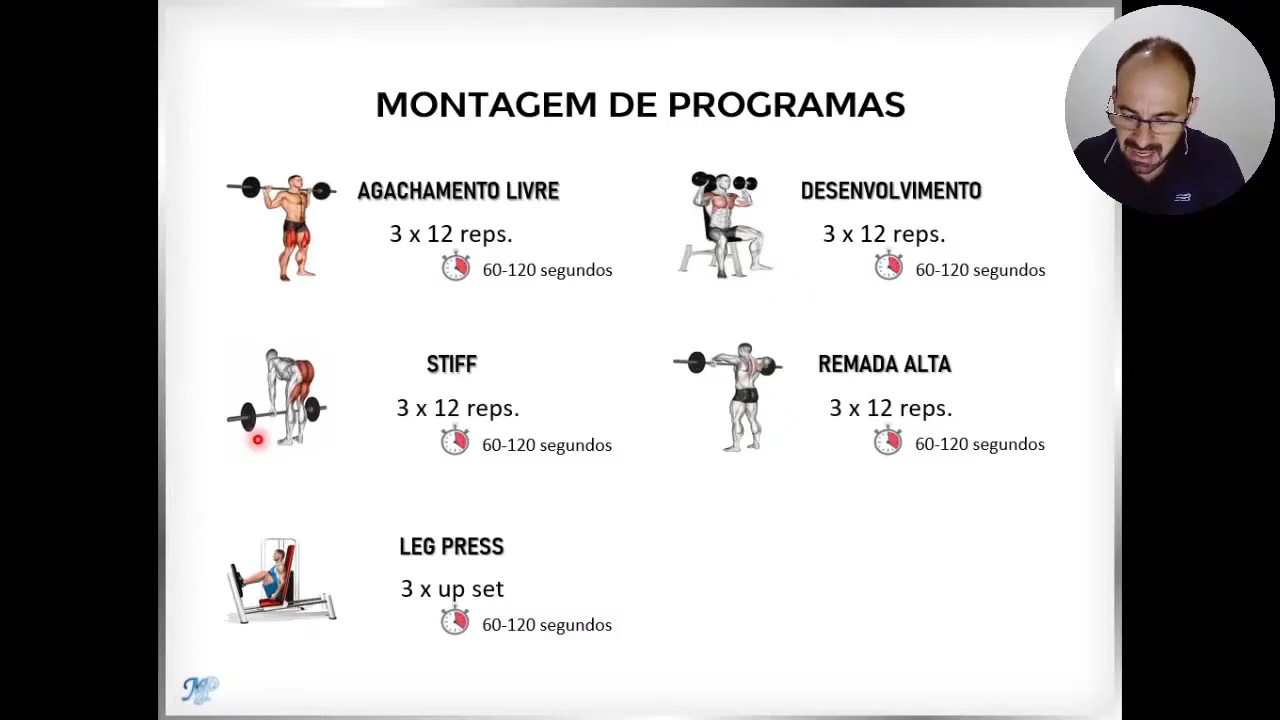 MONTAGEM DE PROGRAMAS
AGACHAMENTO LIVRE
3 x 12 reps.
60-120 segundos
DESENVOLVIMENTO
3 x 12 reps.
60-120 segundos
STIFF
3 x 12 reps.
60-120 segundos
REMADA ALTA
3 x 12 reps.
60-120 segundos
LEG PRESS
3 x up set
60-120 segundos
MP